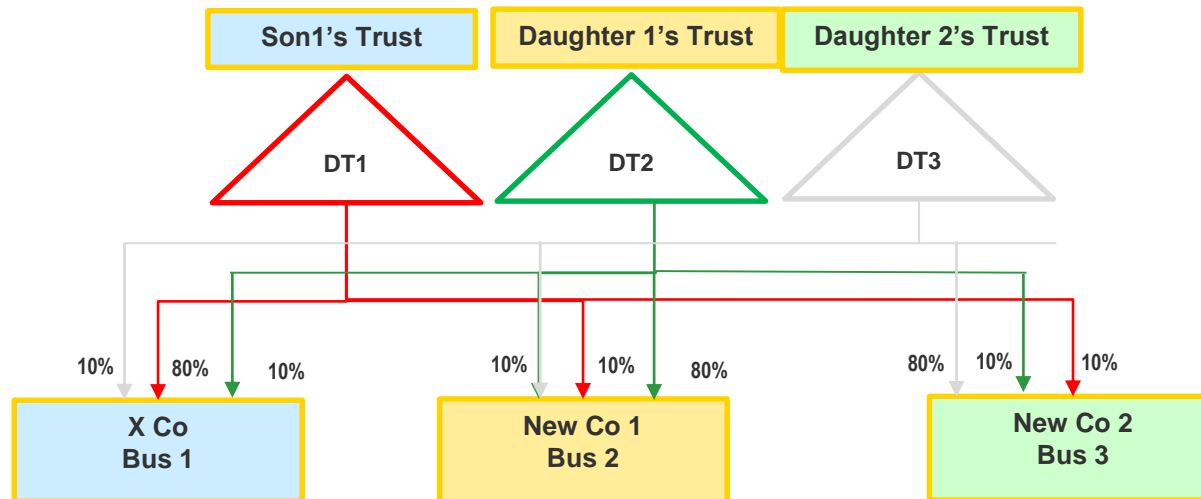 Son1’s Trust
Daughter 1’s Trust
Daughter 2’s Trust
DT1
DT2
DT3
10%
80%
10%
10%
10%
80%
80%
10%
10%
X Co
Bus 1
New Co 1
Bus 2
New Co 2
Bus 3